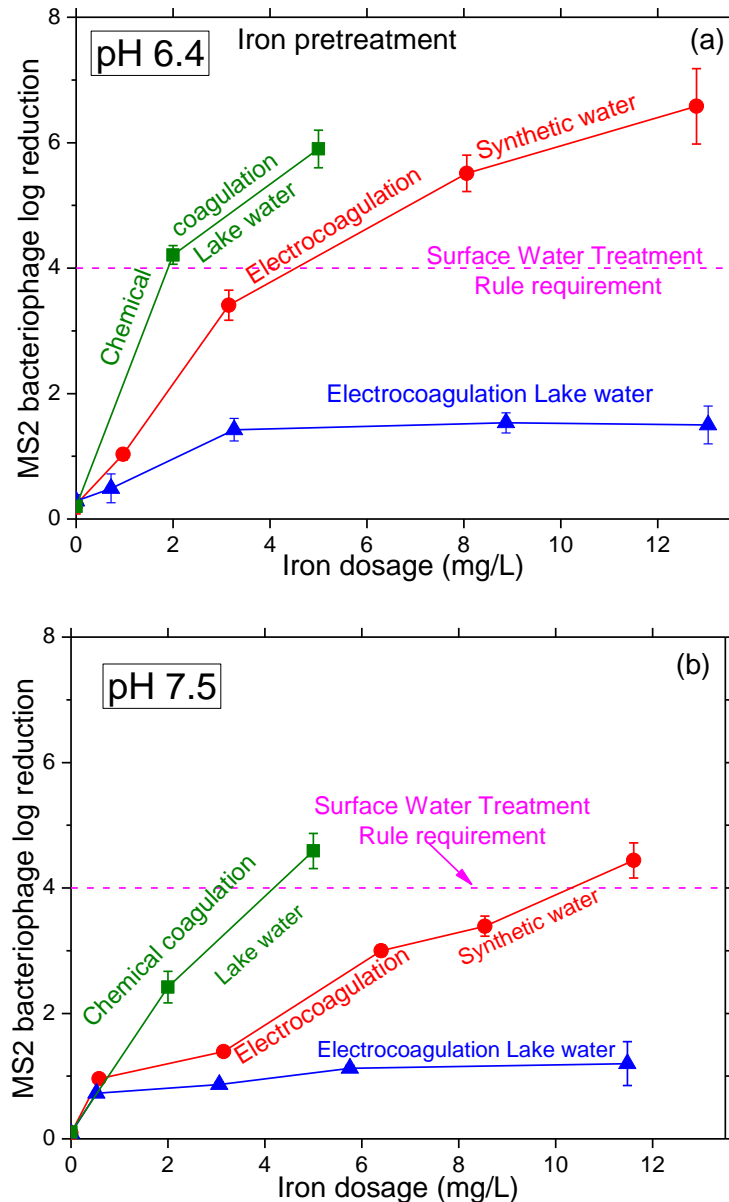 pH 6.4
Iron pretreatment
(a)
MS2 bacteriophage log reduction
8
6
4
2
0
Chemical
coagulation
Lake water
Electrocoagulation
Synthetic water
Surface Water Treatment
Rule requirement
Electrocoagulation Lake water
0 2 4 6 8 10 12
Iron dosage (mg/L)
pH 7.5
(b)
MS2 bacteriophage log reduction
8
6
4
2
0
Surface Water Treatment
Rule requirement
Chemical coagulation
Lake water
Electrocoagulation
Synthetic water
Electrocoagulation Lake water
0 2 4 6 8 10 12
Iron dosage (mg/L)